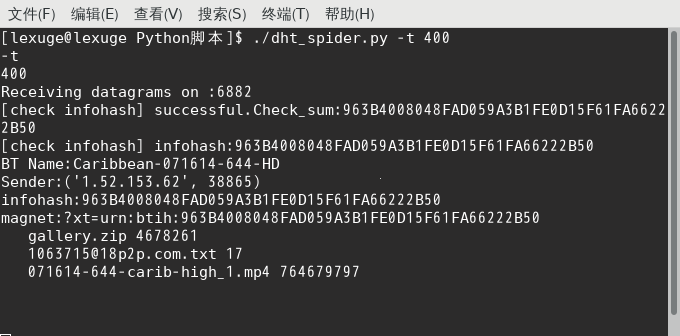 文件(F) 编辑(E) 查看(V) 搜索(S) 终端(T) 帮助(H)
[lexuge@lexuge Python脚本]$ ./dht_spider.py -t 400
-t
400
Receiving datagrams on :6882
[check infohash] successful.Check_sum:963B4008048FAD059A3B1FE0D15F61FA66222B50
[check infohash] infohash:963B4008048FAD059A3B1FE0D15F61FA66222B50
BT Name:Caribbean-071614-644-HD
Sender:('1.52.153.62', 38865)
infohash:963B4008048FAD059A3B1FE0D15F61FA66222B50
magnet:?xt=urn:btih:963B4008048FAD059A3B1FE0D15F61FA66222B50
gallery.zip 4678261
1063715@18p2p.com.txt 17
071614-644-carib-high_1.mp4 764679797